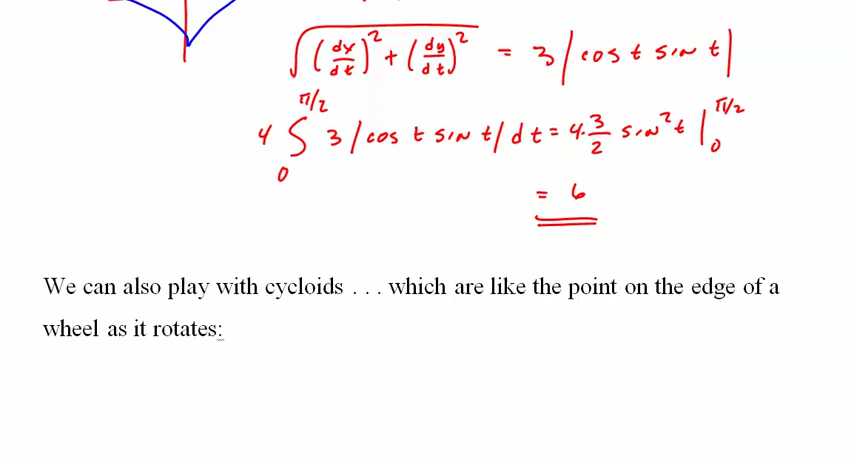 √((dx/dt)² + (dy/dt)²) = 3|cos t sin t|
4 ∫₀^(π/2) 3|cos t sin t|dt = 4·3/2 sin²t |₀^(π/2)
= 6
We can also play with cycloids . . . which are like the point on the edge of a
wheel as it rotates: